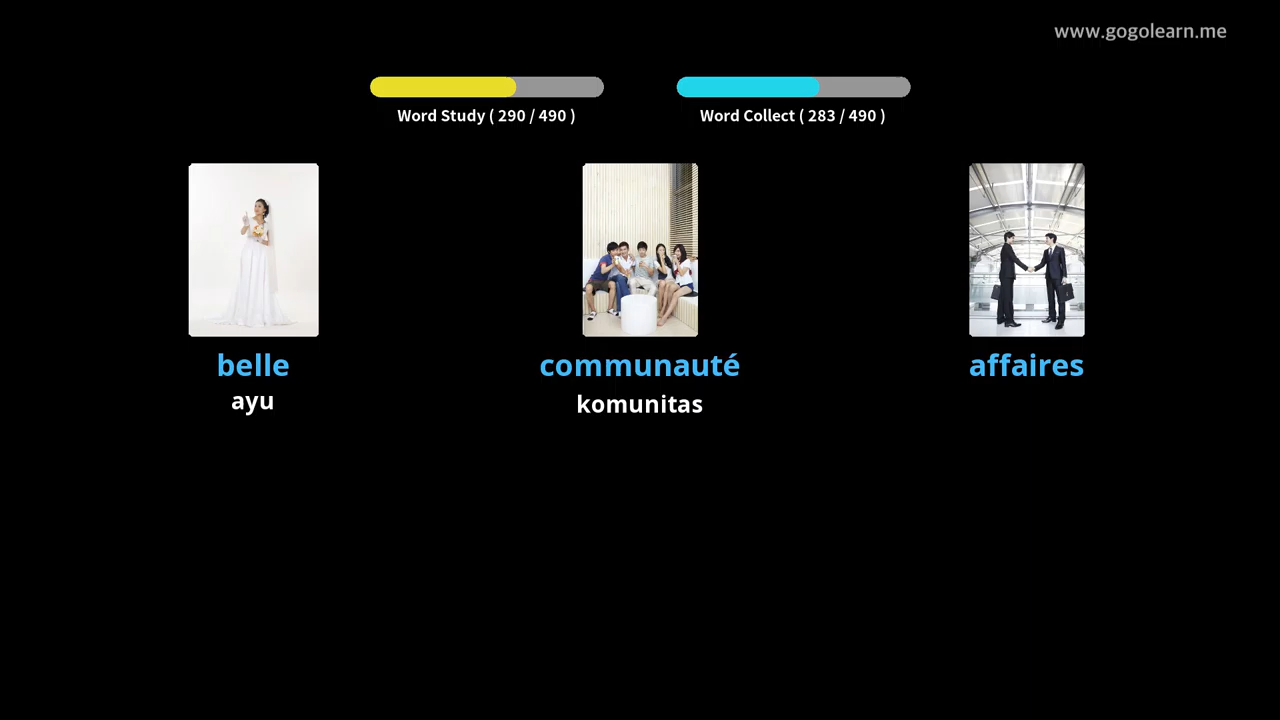 www.gogolearn.me
Word Study ( 290 / 490 )
Word Collect ( 283 / 490 )
belle
communauté
affaires
ayu
komunitas